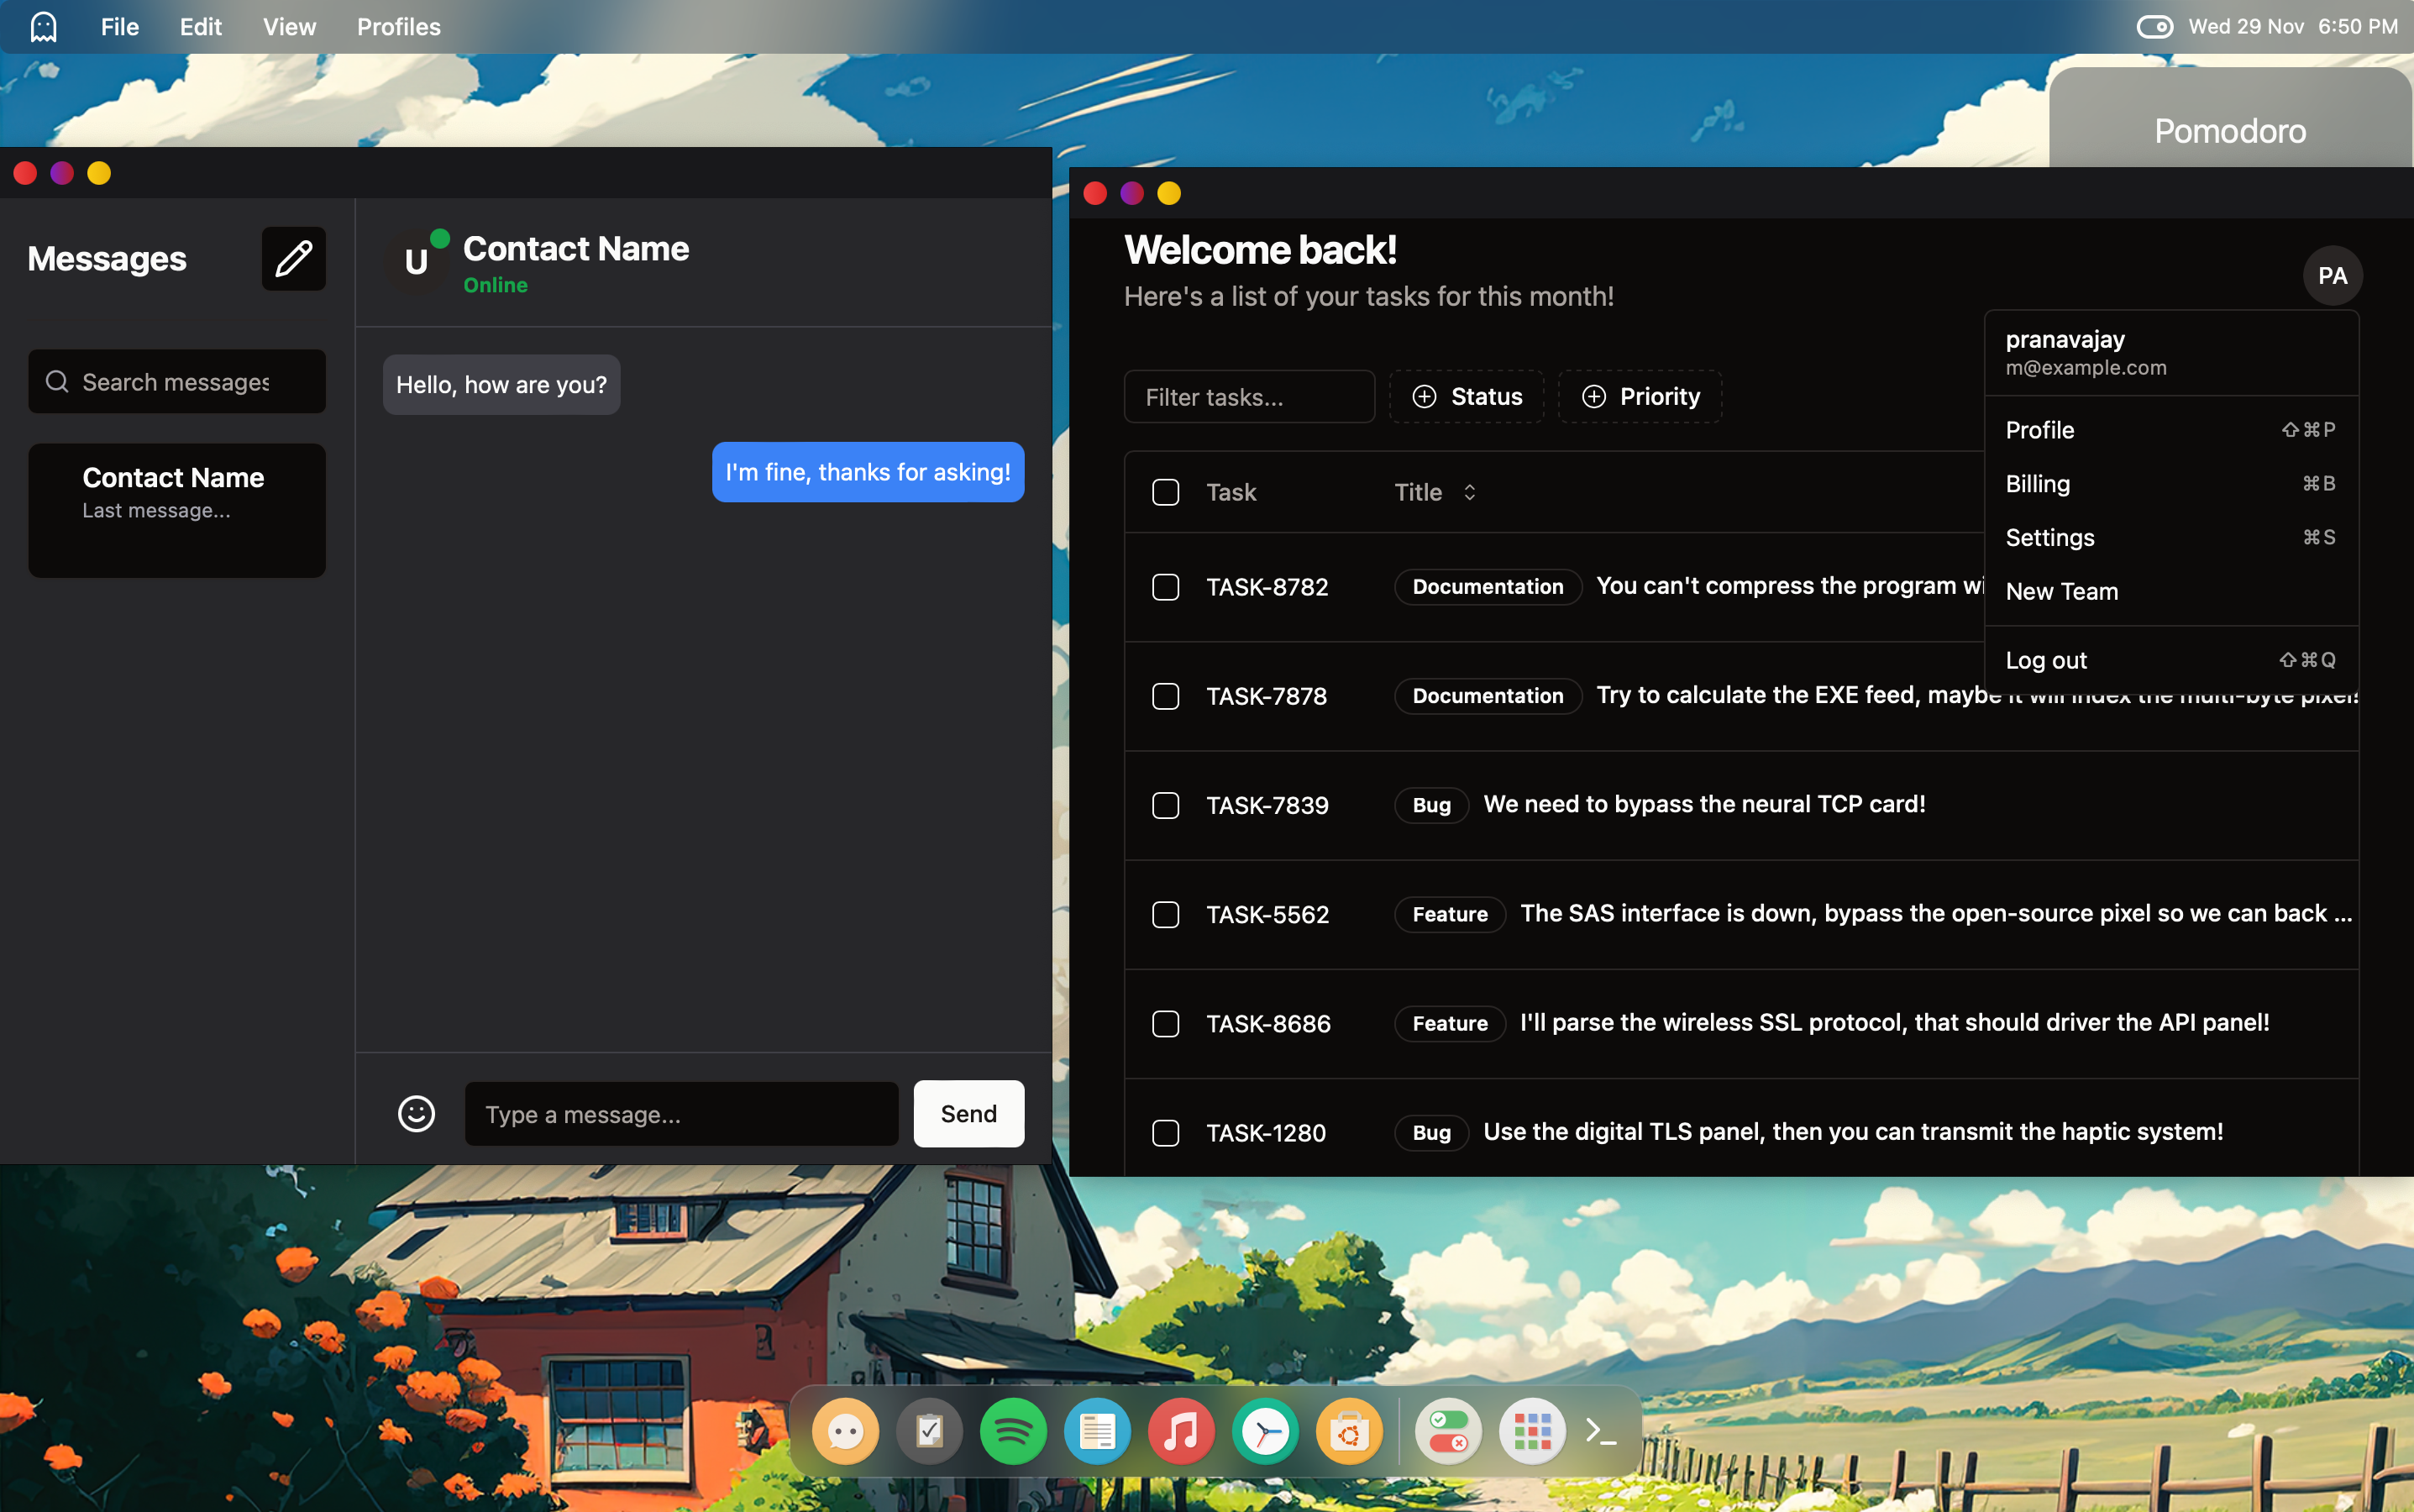 File Edit View Profiles
Wed 29 Nov 6:50 PM
Pomodoro
Messages
Search messages
Contact Name
Last message...
U
Contact Name
Online
Hello, how are you?
I'm fine, thanks for asking!
Type a message...
Send
Welcome back!
Here's a list of your tasks for this month!
PA
pranavajay
m@example.com
Profile ⇧⌘P
Billing ⌘B
Settings ⌘S
New Team
Log out ⇧⌘Q
Filter tasks...
Status
Priority
Task Title
TASK-8782 Documentation You can't compress the program wi
TASK-7878 Documentation Try to calculate the EXE feed, maybe it will index the multi-byte pixel!
TASK-7839 Bug We need to bypass the neural TCP card!
TASK-5562 Feature The SAS interface is down, bypass the open-source pixel so we can back ...
TASK-8686 Feature I'll parse the wireless SSL protocol, that should driver the API panel!
TASK-1280 Bug Use the digital TLS panel, then you can transmit the haptic system!